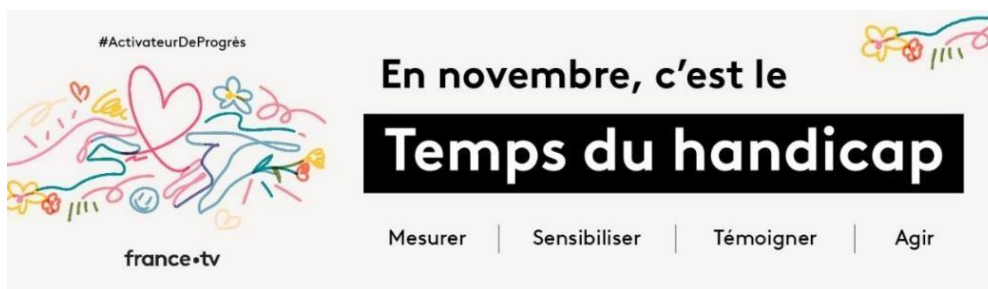 #ActivateurDeProgrès
En novembre, c’est le
Temps du handicap
Mesurer | Sensibiliser | Témoigner | Agir
france•tv